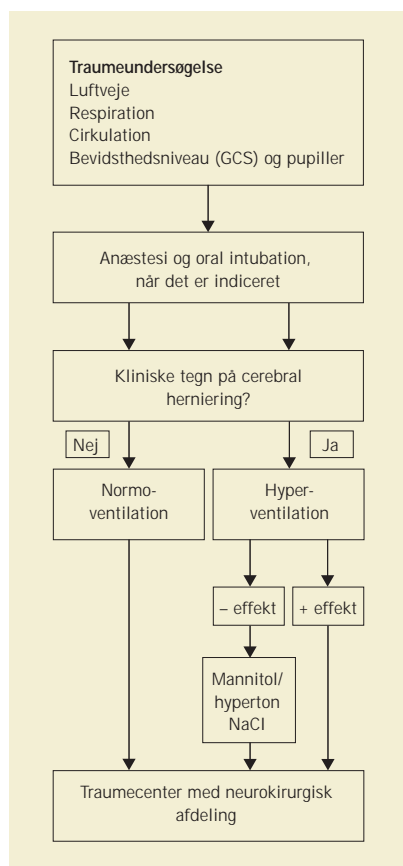 Traumeundersøgelse
Luftveje
Respiration
Cirkulation
Bevidsthedsniveau (GCS) og pupiller
Anæstesi og oral intubation,
når det er indiceret
Kliniske tegn på cerebral
herniering?
Nej
Ja
Normo-
ventilation
Hyper-
ventilation
– effekt
+ effekt
Mannitol/
hyperton
NaCl
Traumecenter med neurokirurgisk
afdeling